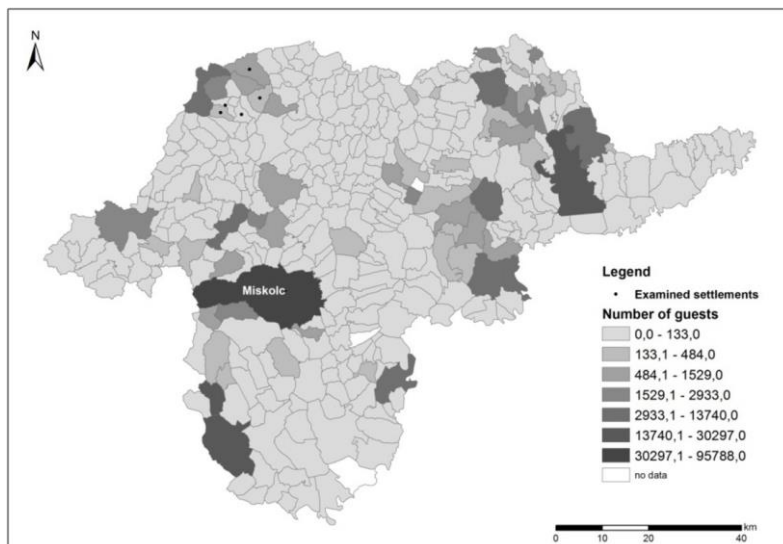 N
Miskolc
Legend
Examined settlements
Number of guests
0,0 - 133,0
133,1 - 484,0
484,1 - 1529,0
1529,1 - 2933,0
2933,1 - 13740,0
13740,1 - 30297,0
30297,1 - 95788,0
no data
km
0 10 20 40